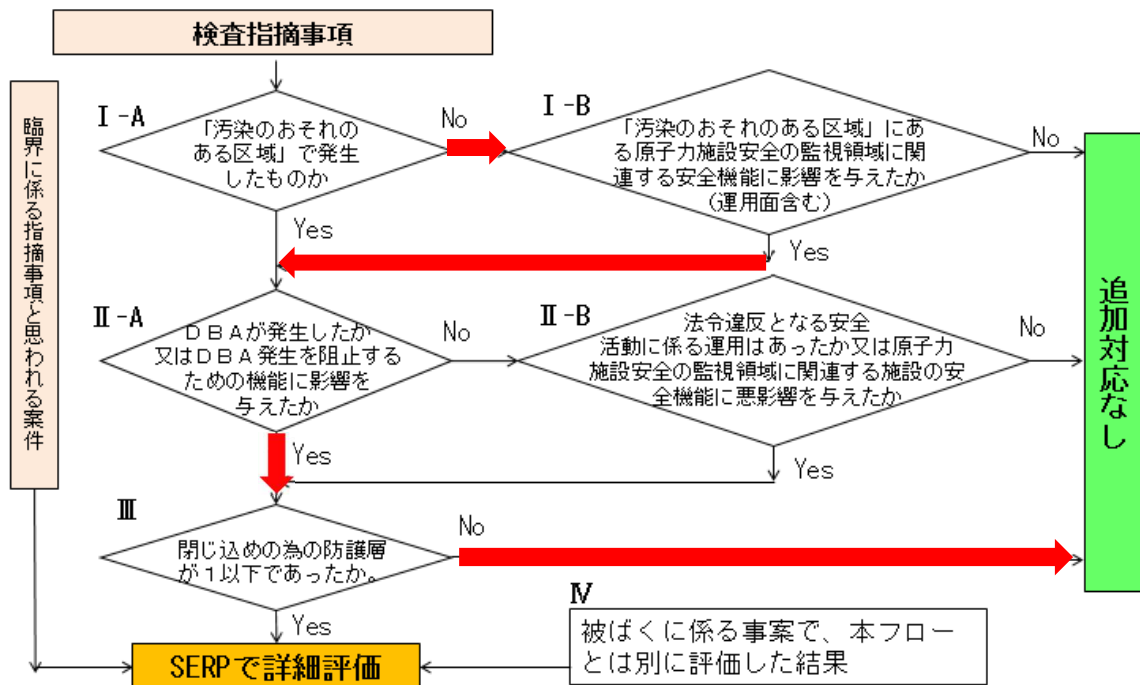 検査指摘事項
臨界に係る指摘事項と思われる案件
Ⅰ-A
「汚染のおそれの
ある区域」で発生
したものか
No
Yes
Ⅰ-B
「汚染のおそれのある区域」にあ
る原子力施設安全の監視領域に関
連する安全機能に影響を与えたか
(運用面含む)
No
Yes
追加対応なし
Ⅱ-A
ＤＢＡが発生したか
又はＤＢＡ発生を阻止する
ための機能に影響を
与えたか
No
Yes
Ⅱ-B
法令違反となる安全
活動に係る運用はあったか又は原子力
施設安全の監視領域に関連する施設の安
全機能に悪影響を与えたか
No
Yes
Ⅲ
閉じ込めの為の防護層
が１以下であったか。
No
Yes
Ⅳ
被ばくに係る事案で、本フロー
とは別に評価した結果
SERPで詳細評価